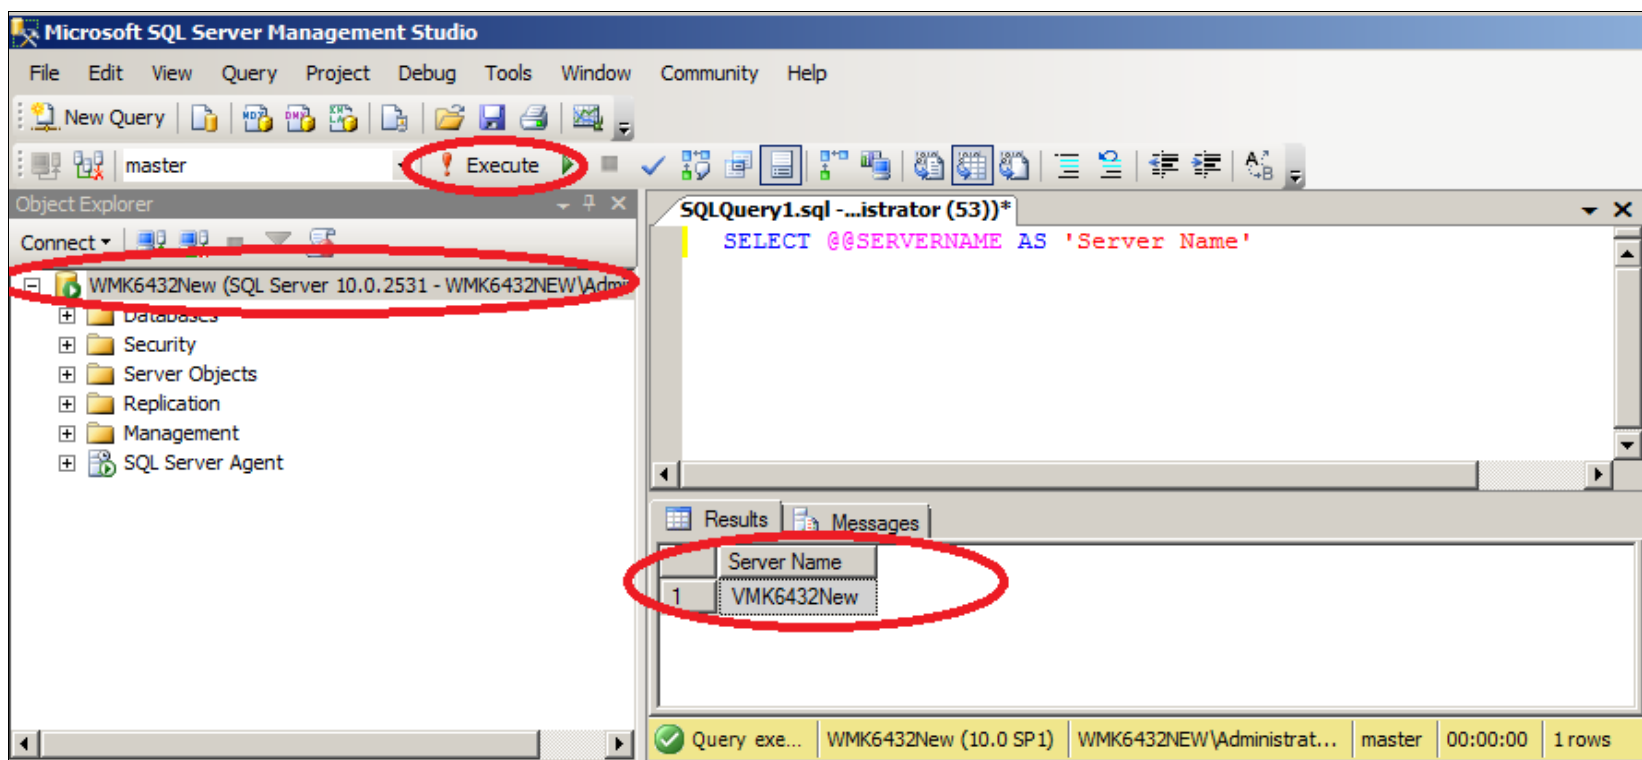 Microsoft SQL Server Management Studio
File Edit View Query Project Debug Tools Window Community Help
New Query
master Execute
Object Explorer
Connect
WMK6432New (SQL Server 10.0.2531 - WMK6432NEW\Admi
Databases
Security
Server Objects
Replication
Management
SQL Server Agent
SQLQuery1.sql -...istrator (53))*
SELECT @@SERVERNAME AS 'Server Name'
Results Messages
Server Name
1 VMK6432New
Query exe... WMK6432New (10.0 SP1) WMK6432NEW\Administrat... master 00:00:00 1 rows